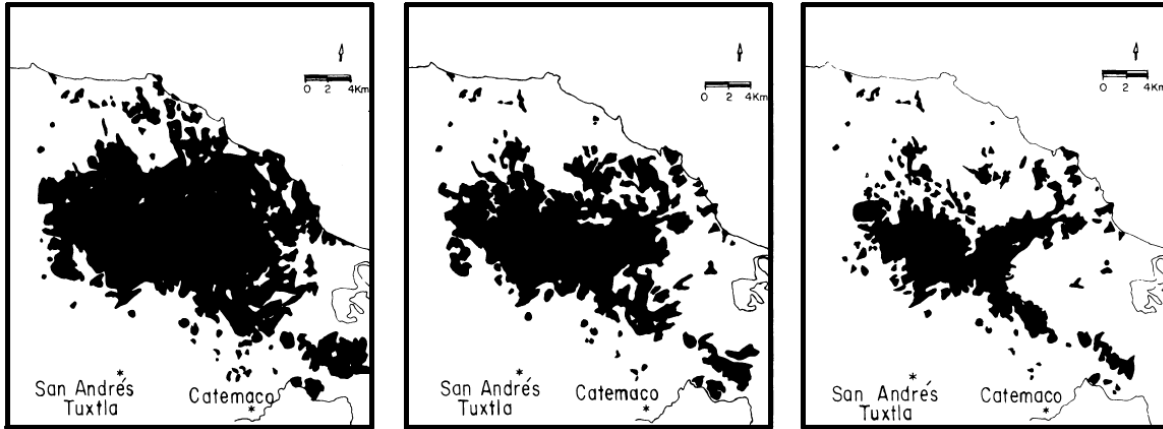 0 2 4Km
San Andrés
Tuxtla
Catemaco
0 2 4Km
San Andrés
Tuxtla
Catemaco
0 2 4Km
San Andrés
Tuxtla
Catemaco